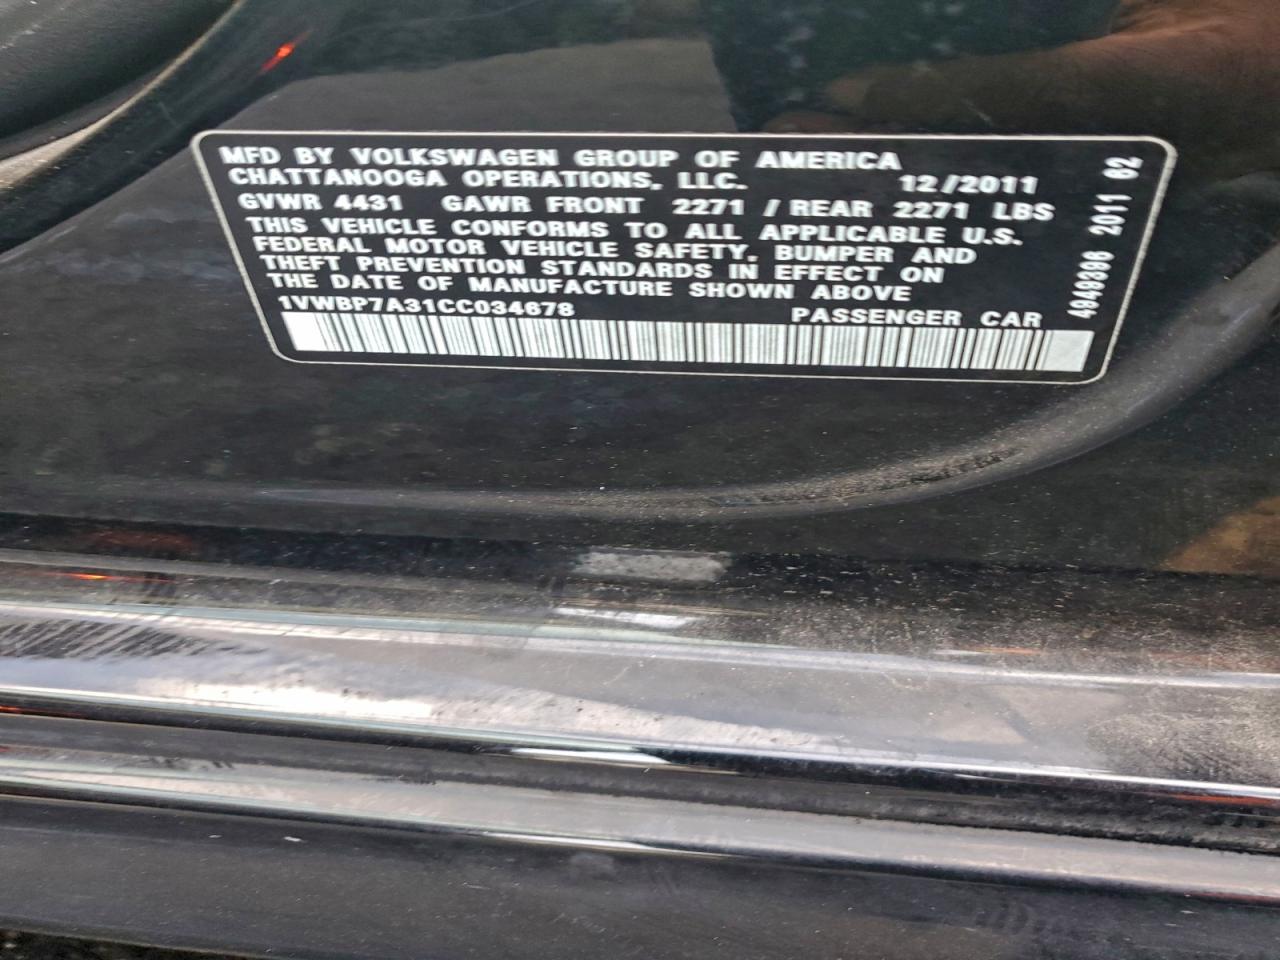 MFD BY VOLKSWAGEN GROUP OF AMERICA
CHATTANOOGA OPERATIONS, LLC. 12/2011
GVWR 4431 GAWR FRONT 2271 / REAR 2271 LBS
THIS VEHICLE CONFORMS TO ALL APPLICABLE U.S.
FEDERAL MOTOR VEHICLE SAFETY, BUMPER AND
THEFT PREVENTION STANDARDS IN EFFECT ON
THE DATE OF MANUFACTURE SHOWN ABOVE
1VWBP7A31CC034678 PASSENGER CAR
4949396 2011 62